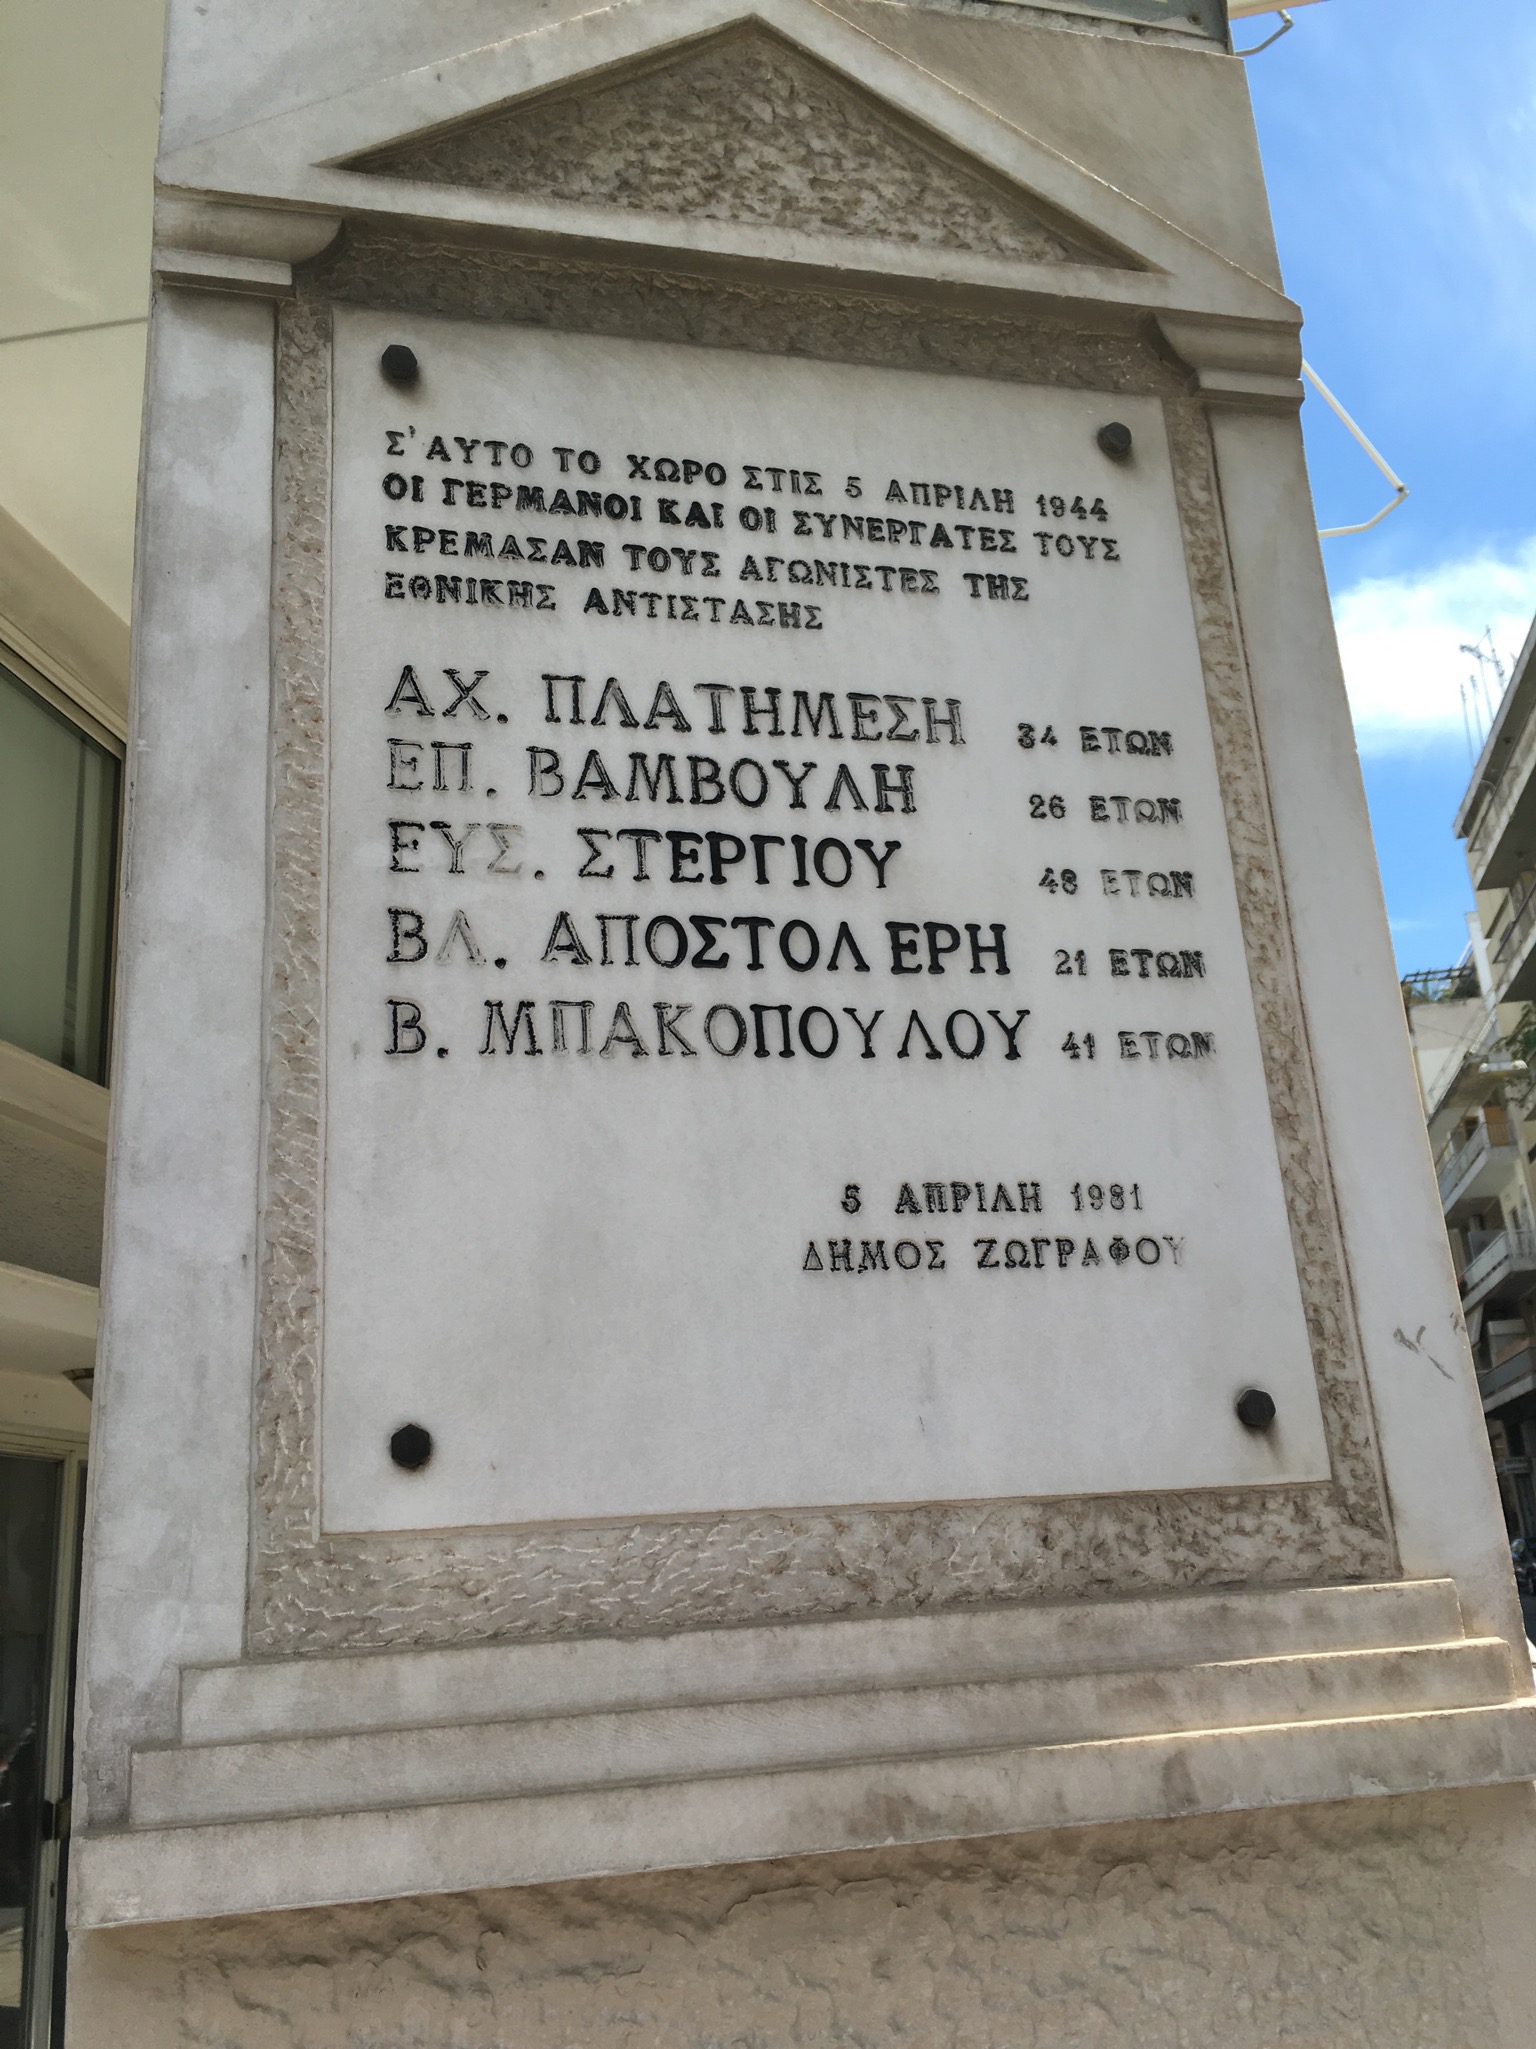 Σ' ΑΥΤΟ ΤΟ ΧΩΡΟ ΣΤΙΣ 5 ΑΠΡΙΛΗ 1944
ΟΙ ΓΕΡΜΑΝΟΙ ΚΑΙ ΟΙ ΣΥΝΕΡΓΑΤΕΣ ΤΟΥΣ
ΚΡΕΜΑΣΑΝ ΤΟΥΣ ΑΓΩΝΙΣΤΕΣ ΤΗΣ
ΕΘΝΙΚΗΣ ΑΝΤΙΣΤΑΣΗΣ
ΑΧ. ΠΛΑΤΗΜΕΣΗ 34 ΕΤΩΝ
ΕΠ. ΒΑΜΒΟΥΛΗ 26 ΕΤΩΝ
ΕΥΣ. ΣΤΕΡΓΙΟΥ 48 ΕΤΩΝ
ΒΛ. ΑΠΟΣΤΟΛΕΡΗ 21 ΕΤΩΝ
Β. ΜΠΑΚΟΠΟΥΛΟΥ 41 ΕΤΩΝ
5 ΑΠΡΙΛΗ 1981
ΔΗΜΟΣ ΖΩΓΡΑΦΟΥ